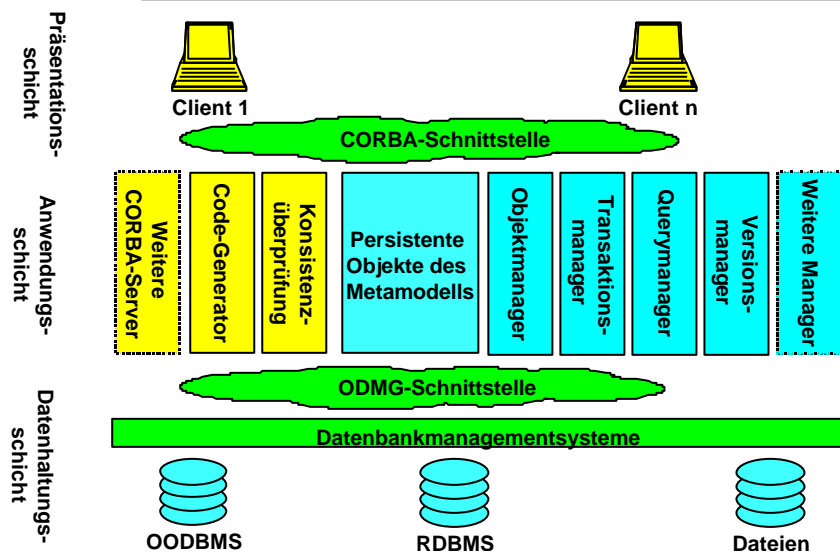 Präsentations-
schicht
Client 1
Client n
CORBA-Schnittstelle
Anwendungs-
schicht
Weitere
CORBA-Server
Code-Generator
Konsistenz-
überprüfung
Persistente
Objekte des
Metamodells
Objektmanager
Transaktions-
manager
Querymanager
Versions-
manager
Weitere Manager
ODMG-Schnittstelle
Datenhaltungs-
schicht
Datenbankmanagementsysteme
OODBMS
RDBMS
Dateien